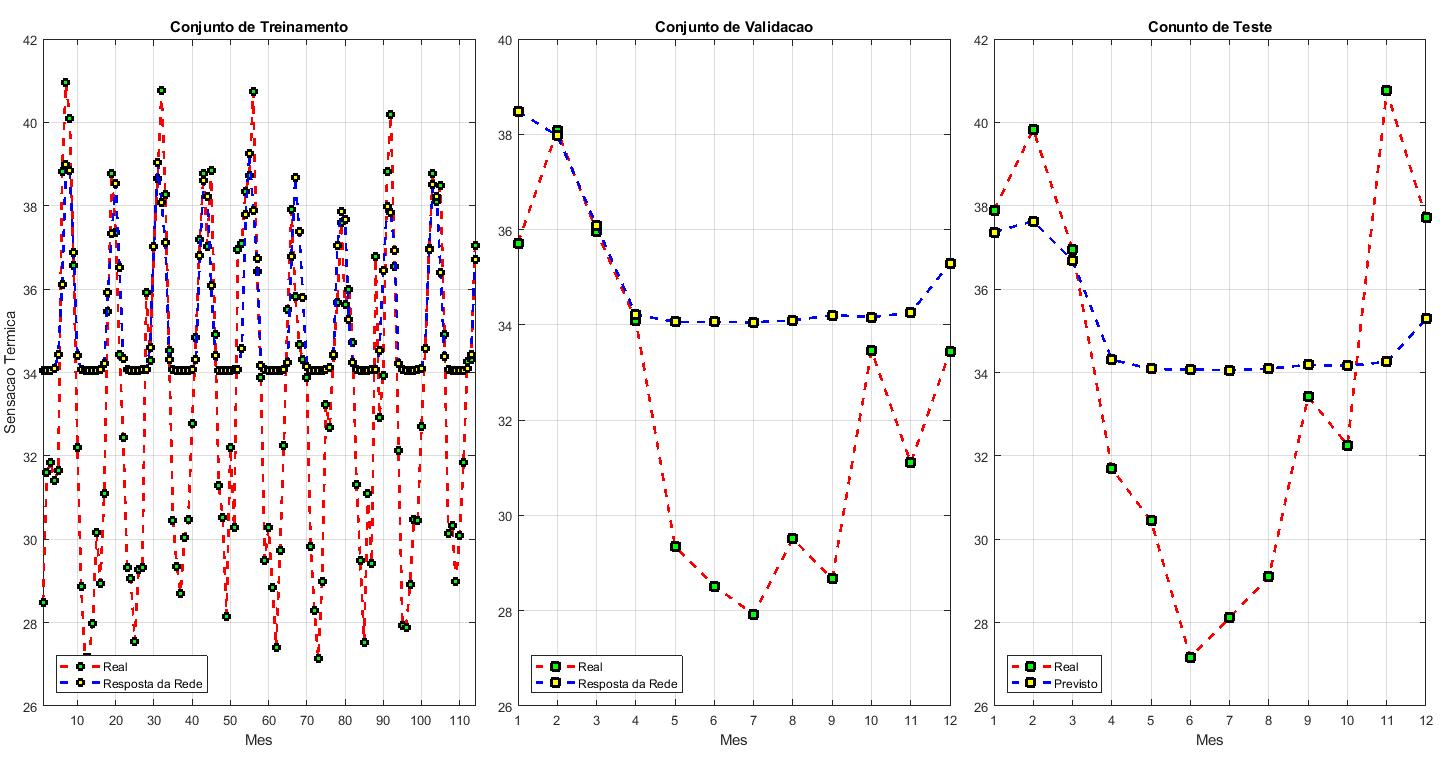 Conjunto de Treinamento
42
40
38
36
34
32
30
28
26
Sensacao Termica
10 20 30 40 50 60 70 80 90 100 110
Mes
Real
Resposta da Rede
Conjunto de Validacao
40
38
36
34
32
30
28
26
1 2 3 4 5 6 7 8 9 10 11 12
Mes
Real
Resposta da Rede
Conunto de Teste
42
40
38
36
34
32
30
28
26
1 2 3 4 5 6 7 8 9 10 11 12
Mes
Real
Previsto